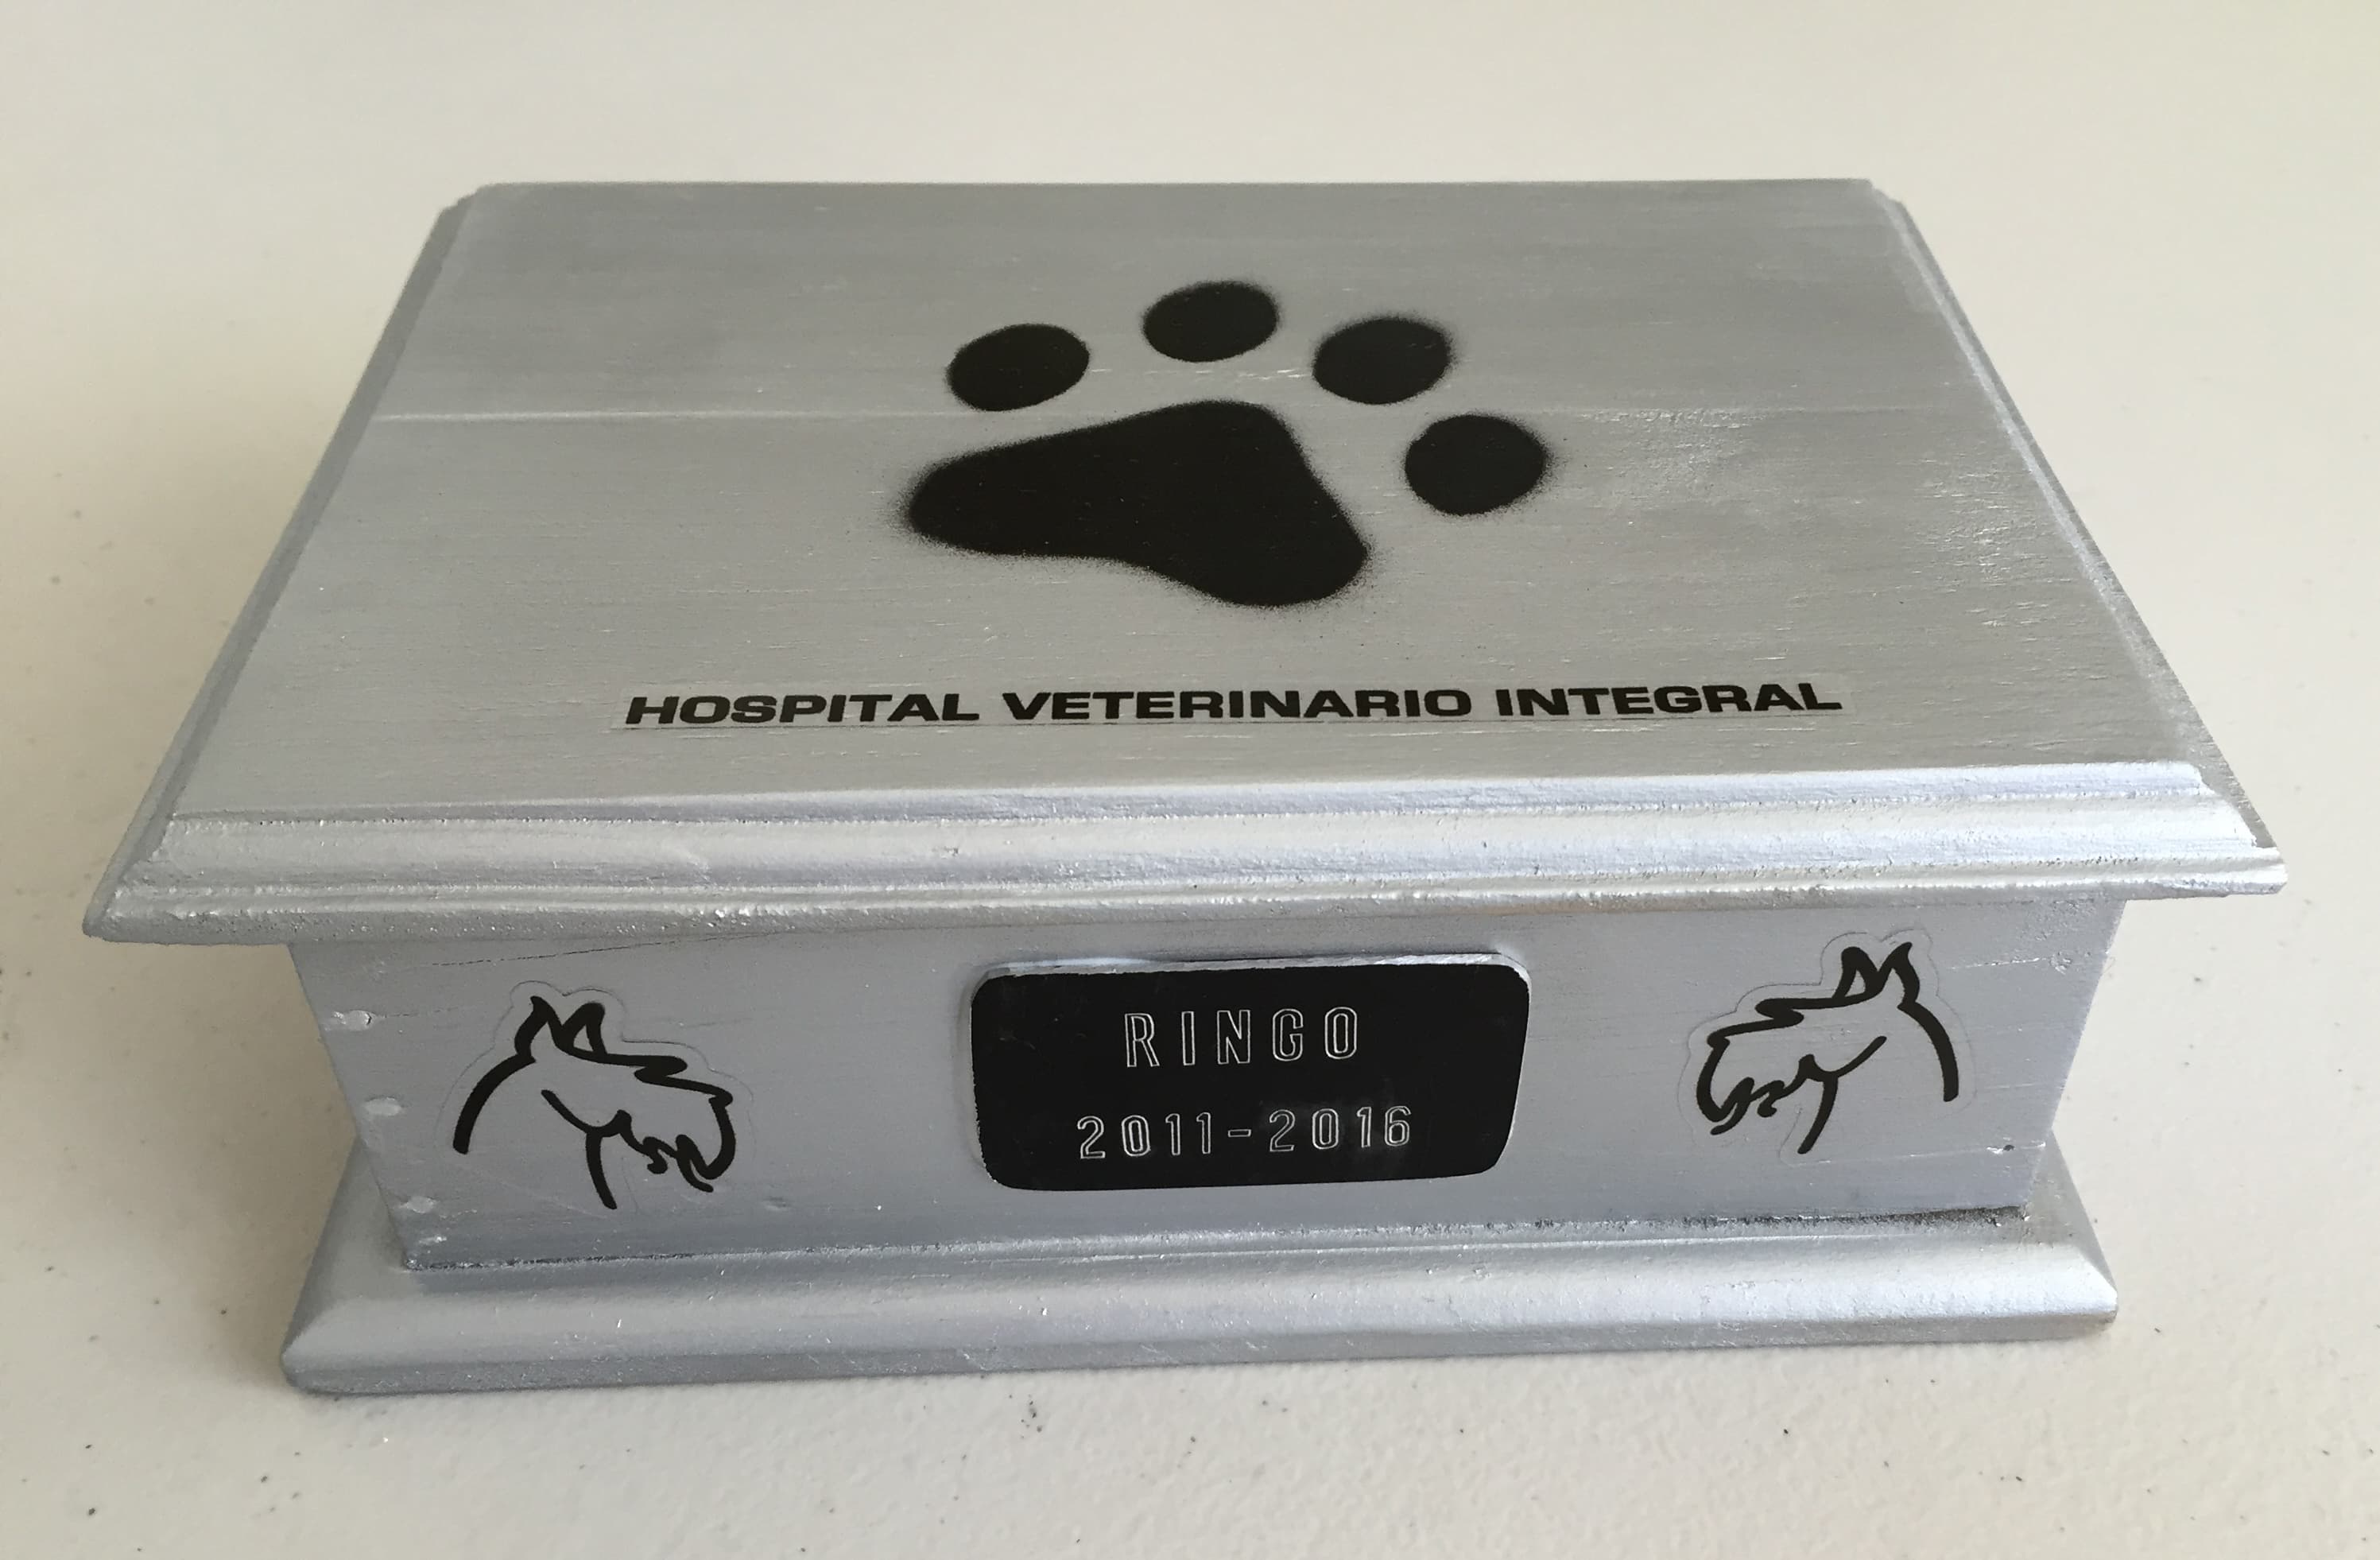 HOSPITAL VETERINARIO INTEGRAL
RINGO
2011-2016